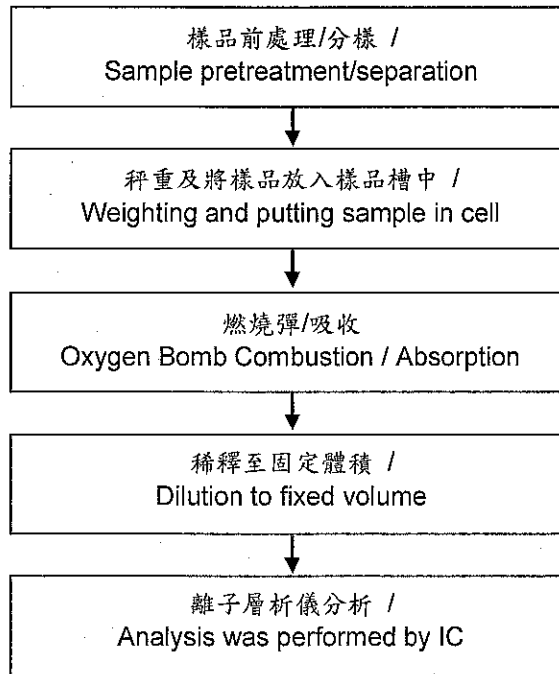 樣品前處理/分樣 /
Sample pretreatment/separation
秤重及將樣品放入樣品槽中 /
Weighting and putting sample in cell
燃燒彈/吸收
Oxygen Bomb Combustion / Absorption
稀釋至固定體積 /
Dilution to fixed volume
離子層析儀分析 /
Analysis was performed by IC